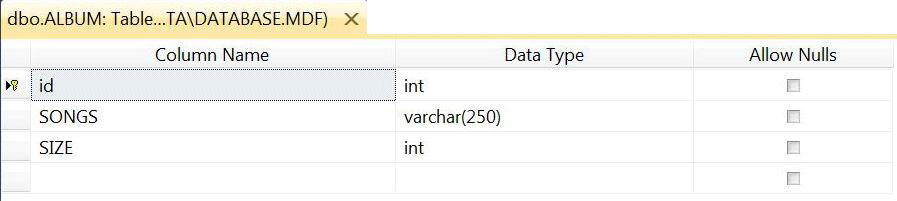 dbo.ALBUM: Table...TA\DATABASE.MDF)
Column Name Data Type Allow Nulls
id int
SONGS varchar(250)
SIZE int